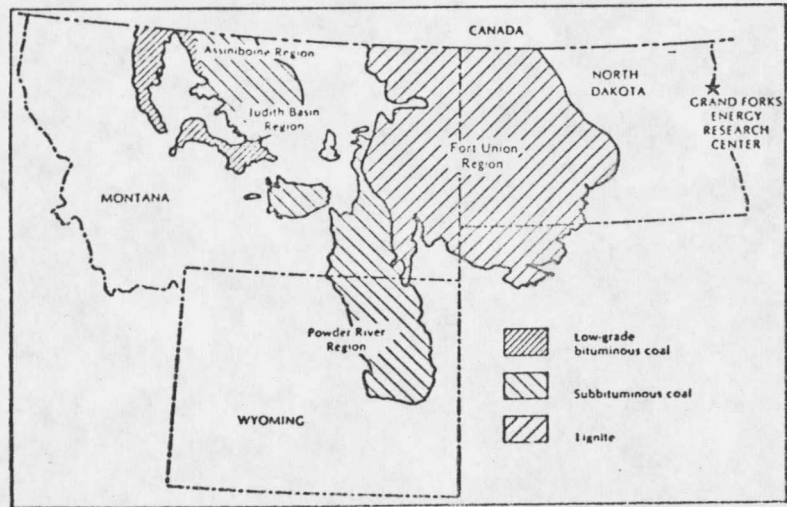 CANADA
Assiniboine Region
NORTH
DAKOTA
GRAND FORKS
ENERGY
RESEARCH
CENTER
Judith Basin
Region
Fort Union
Region
MONTANA
Powder River
Region
Low-grade
bituminous coal
Subbituminous coal
WYOMING
Lignite